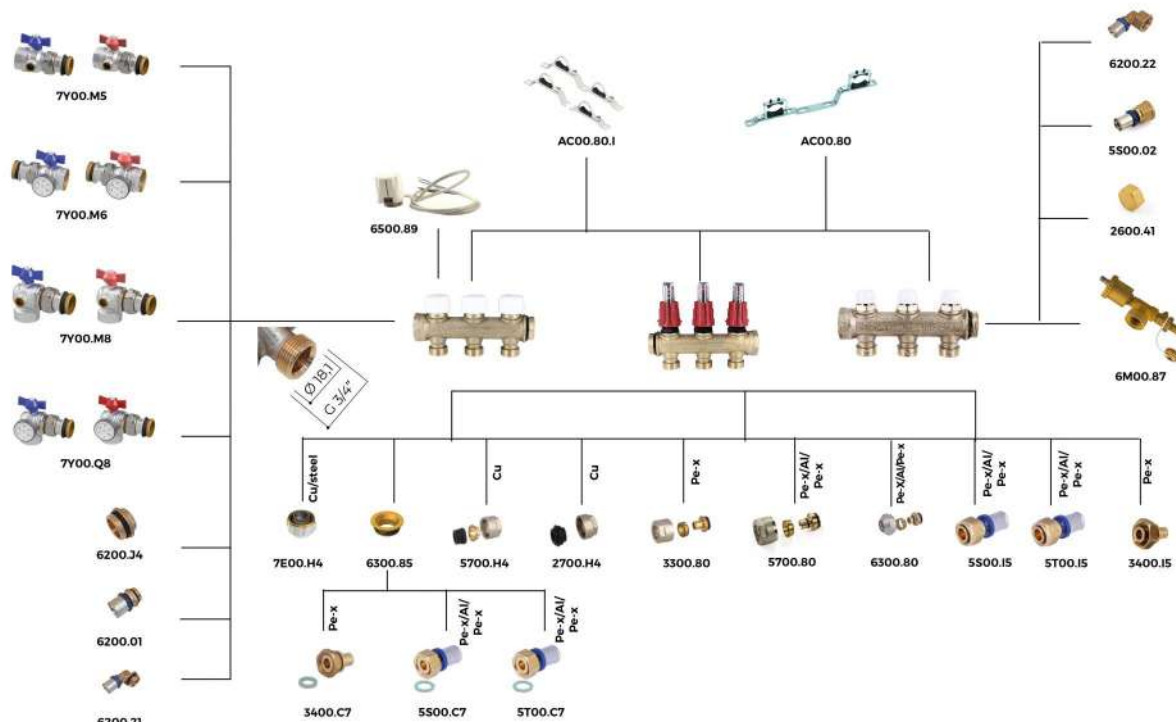 7Y00.M5
7Y00.M6
7Y00.M8
7Y00.Q8
6200.J4
6200.01
6200.21
AC00.80.I
AC00.80
6500.89
6200.22
5S00.02
2600.41
6M00.87
Ø 18,1
G 3/4"
Cu/steel
Cu
Cu
Pe-x
Pe-x/Al/
Pe-x
Pe-x/Al/Pe-x
Pe-x/Al/
Pe-x
Pe-x/Al/
Pe-x
Pe-x
7E00.H4
6300.85
5700.H4
2700.H4
3300.80
5700.80
6300.80
5S00.I5
5T00.I5
3400.I5
Pe-x
Pe-x/Al/
Pe-x
Pe-x/Al/
Pe-x
3400.C7
5S00.C7
5T00.C7